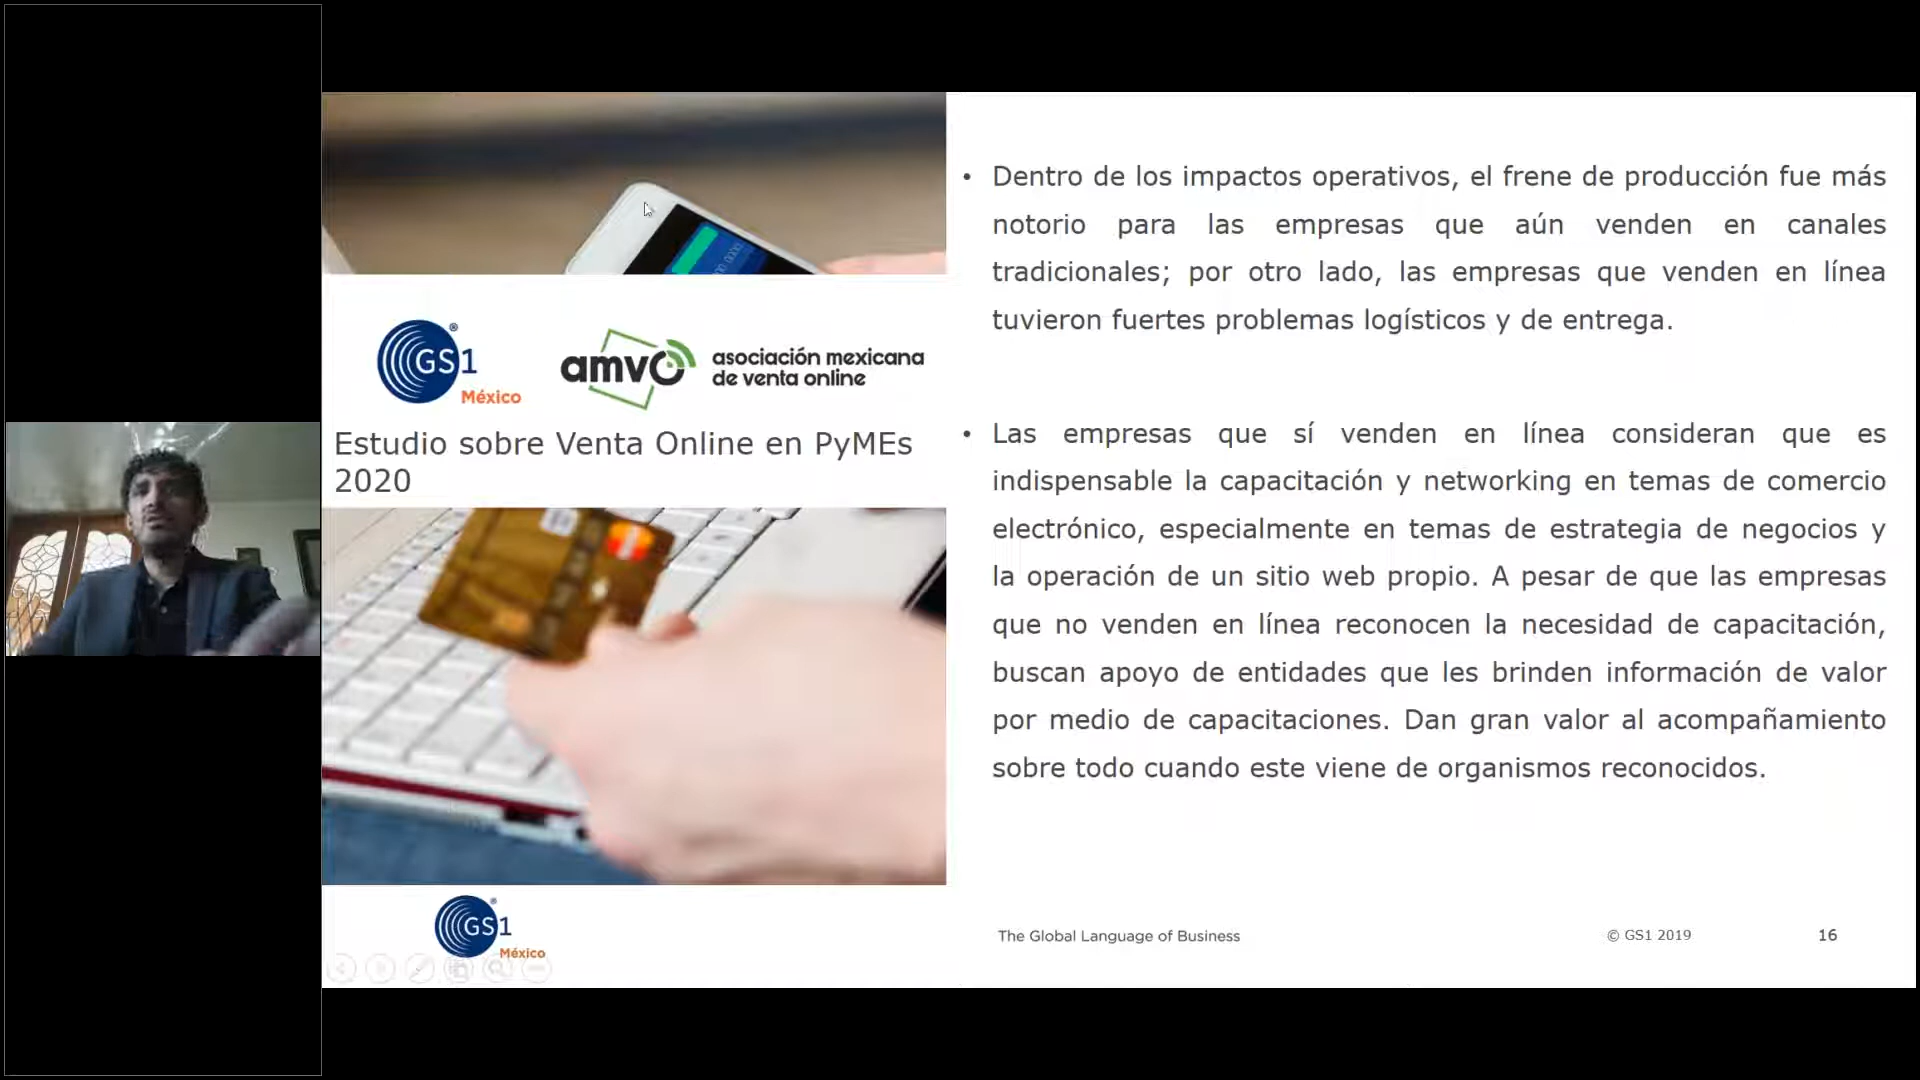 GS1
®
México
amvo
asociación mexicana
de venta online
Estudio sobre Venta Online en PyMEs
2020
GS1
®
México
• Dentro de los impactos operativos, el frene de producción fue más
notorio para las empresas que aún venden en canales
tradicionales; por otro lado, las empresas que venden en línea
tuvieron fuertes problemas logísticos y de entrega.
• Las empresas que sí venden en línea consideran que es
indispensable la capacitación y networking en temas de comercio
electrónico, especialmente en temas de estrategia de negocios y
la operación de un sitio web propio. A pesar de que las empresas
que no venden en línea reconocen la necesidad de capacitación,
buscan apoyo de entidades que les brinden información de valor
por medio de capacitaciones. Dan gran valor al acompañamiento
sobre todo cuando este viene de organismos reconocidos.
The Global Language of Business
© GS1 2019
16